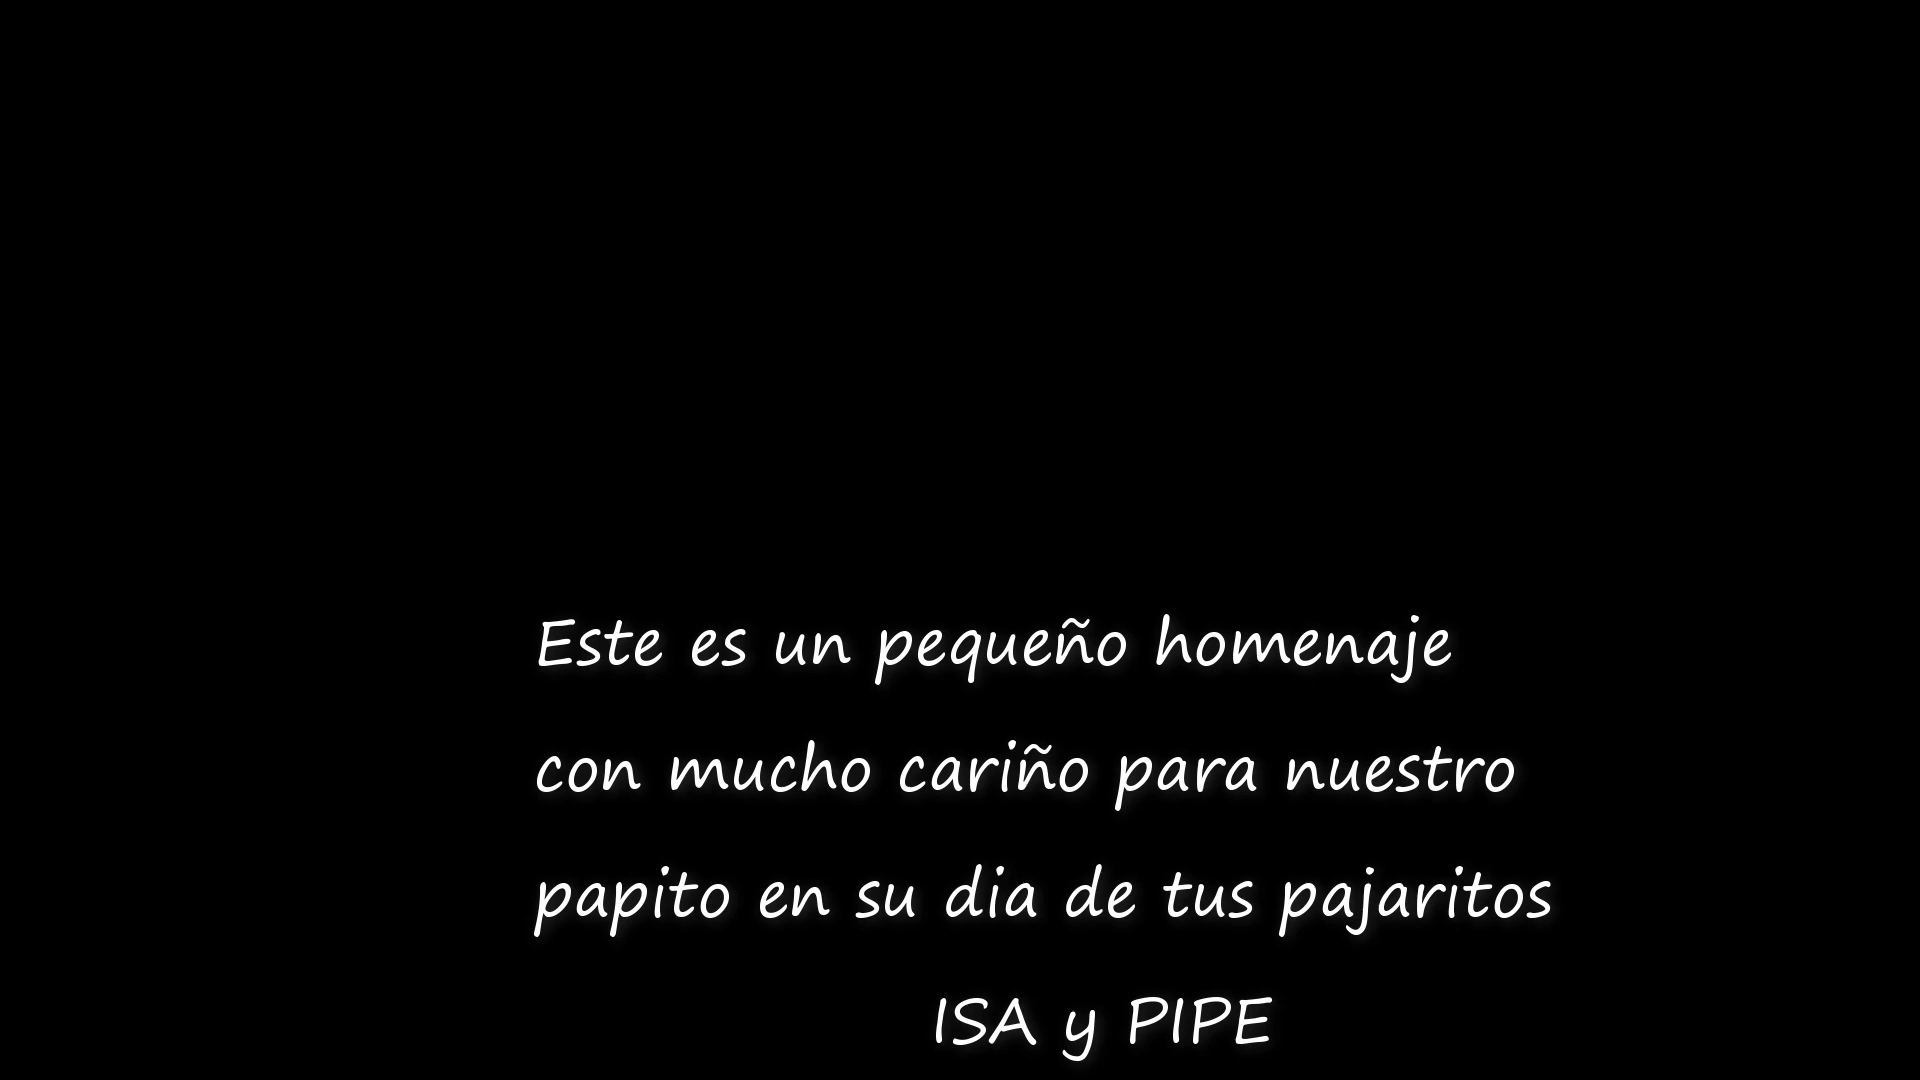 Este es un pequeño homenaje
con mucho cariño para nuestro
papito en su dia de tus pajaritos
ISA y PIPE